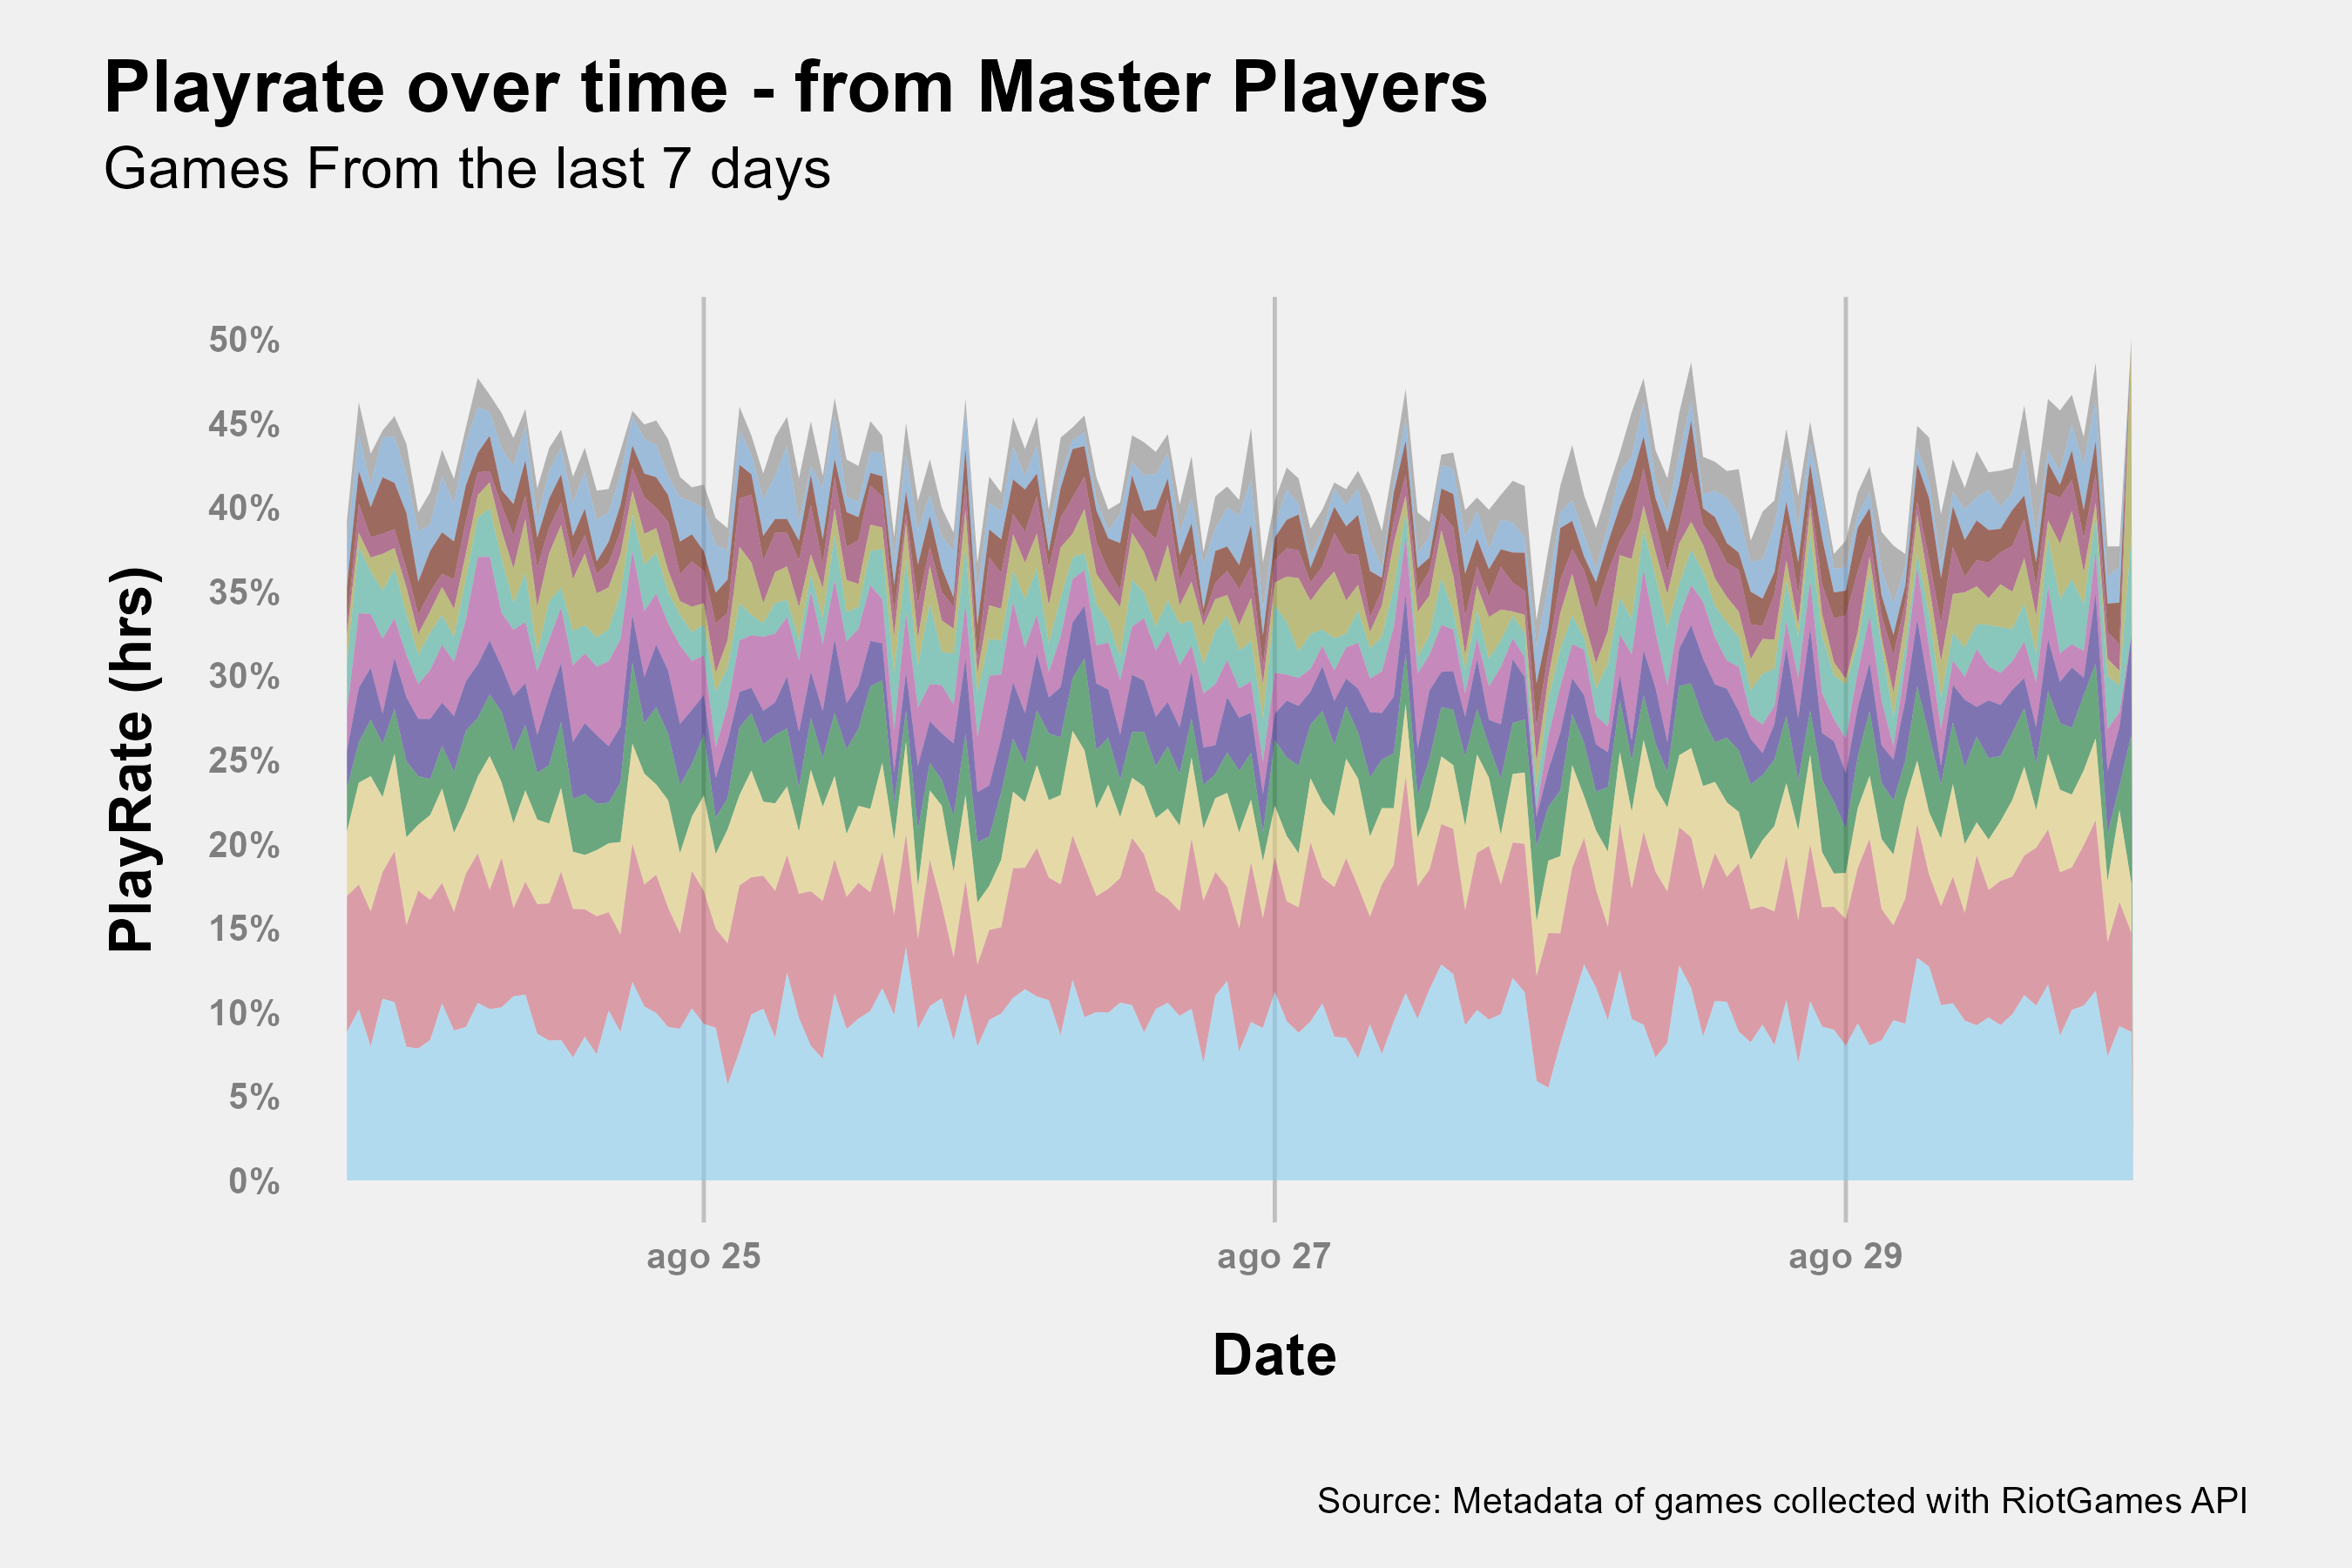 Playrate over time - from Master Players
Games From the last 7 days
PlayRate (hrs)
50%
45%
40%
35%
30%
25%
20%
15%
10%
5%
0%
ago 25
ago 27
ago 29
Date
Source: Metadata of games collected with RiotGames API